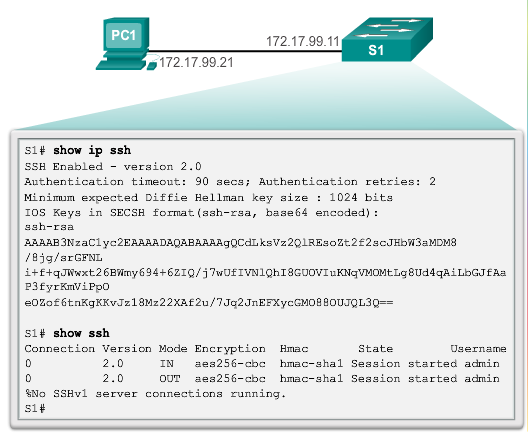 PC1
172.17.99.11
S1
172.17.99.21
S1# show ip ssh
SSH Enabled - version 2.0
Authentication timeout: 90 secs; Authentication retries: 2
Minimum expected Diffie Hellman key size : 1024 bits
IOS Keys in SECSH format(ssh-rsa, base64 encoded):
ssh-rsa
AAAAB3NzaC1yc2EAAAADAQABAAAAgQCdLksVz2QlREsoZt2f2scJHbW3aMDM8
/8jg/srGFNL
i+f+qJWwxt26BWmy694+6ZIQ/j7wUfIVNlQhI8GUOVIuKNqVMOMtLg8Ud4qAiLbGJfAa
P3fyrKmViPpO
eOZof6tnKgKKvJz18Mz22XAf2u/7Jq2JnEFXycGMO88OUJQL3Q==
S1# show ssh
Connection Version Mode Encryption Hmac State Username
0 2.0 IN aes256-cbc hmac-sha1 Session started admin
0 2.0 OUT aes256-cbc hmac-sha1 Session started admin
%No SSHv1 server connections running.
S1#